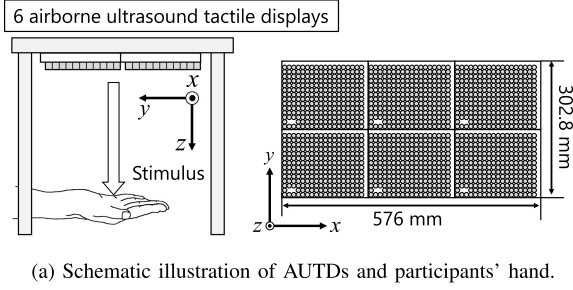 6 airborne ultrasound tactile displays
x
y
z
Stimulus
y
z
x
302.8 mm
576 mm
(a) Schematic illustration of AUTDs and participants’ hand.